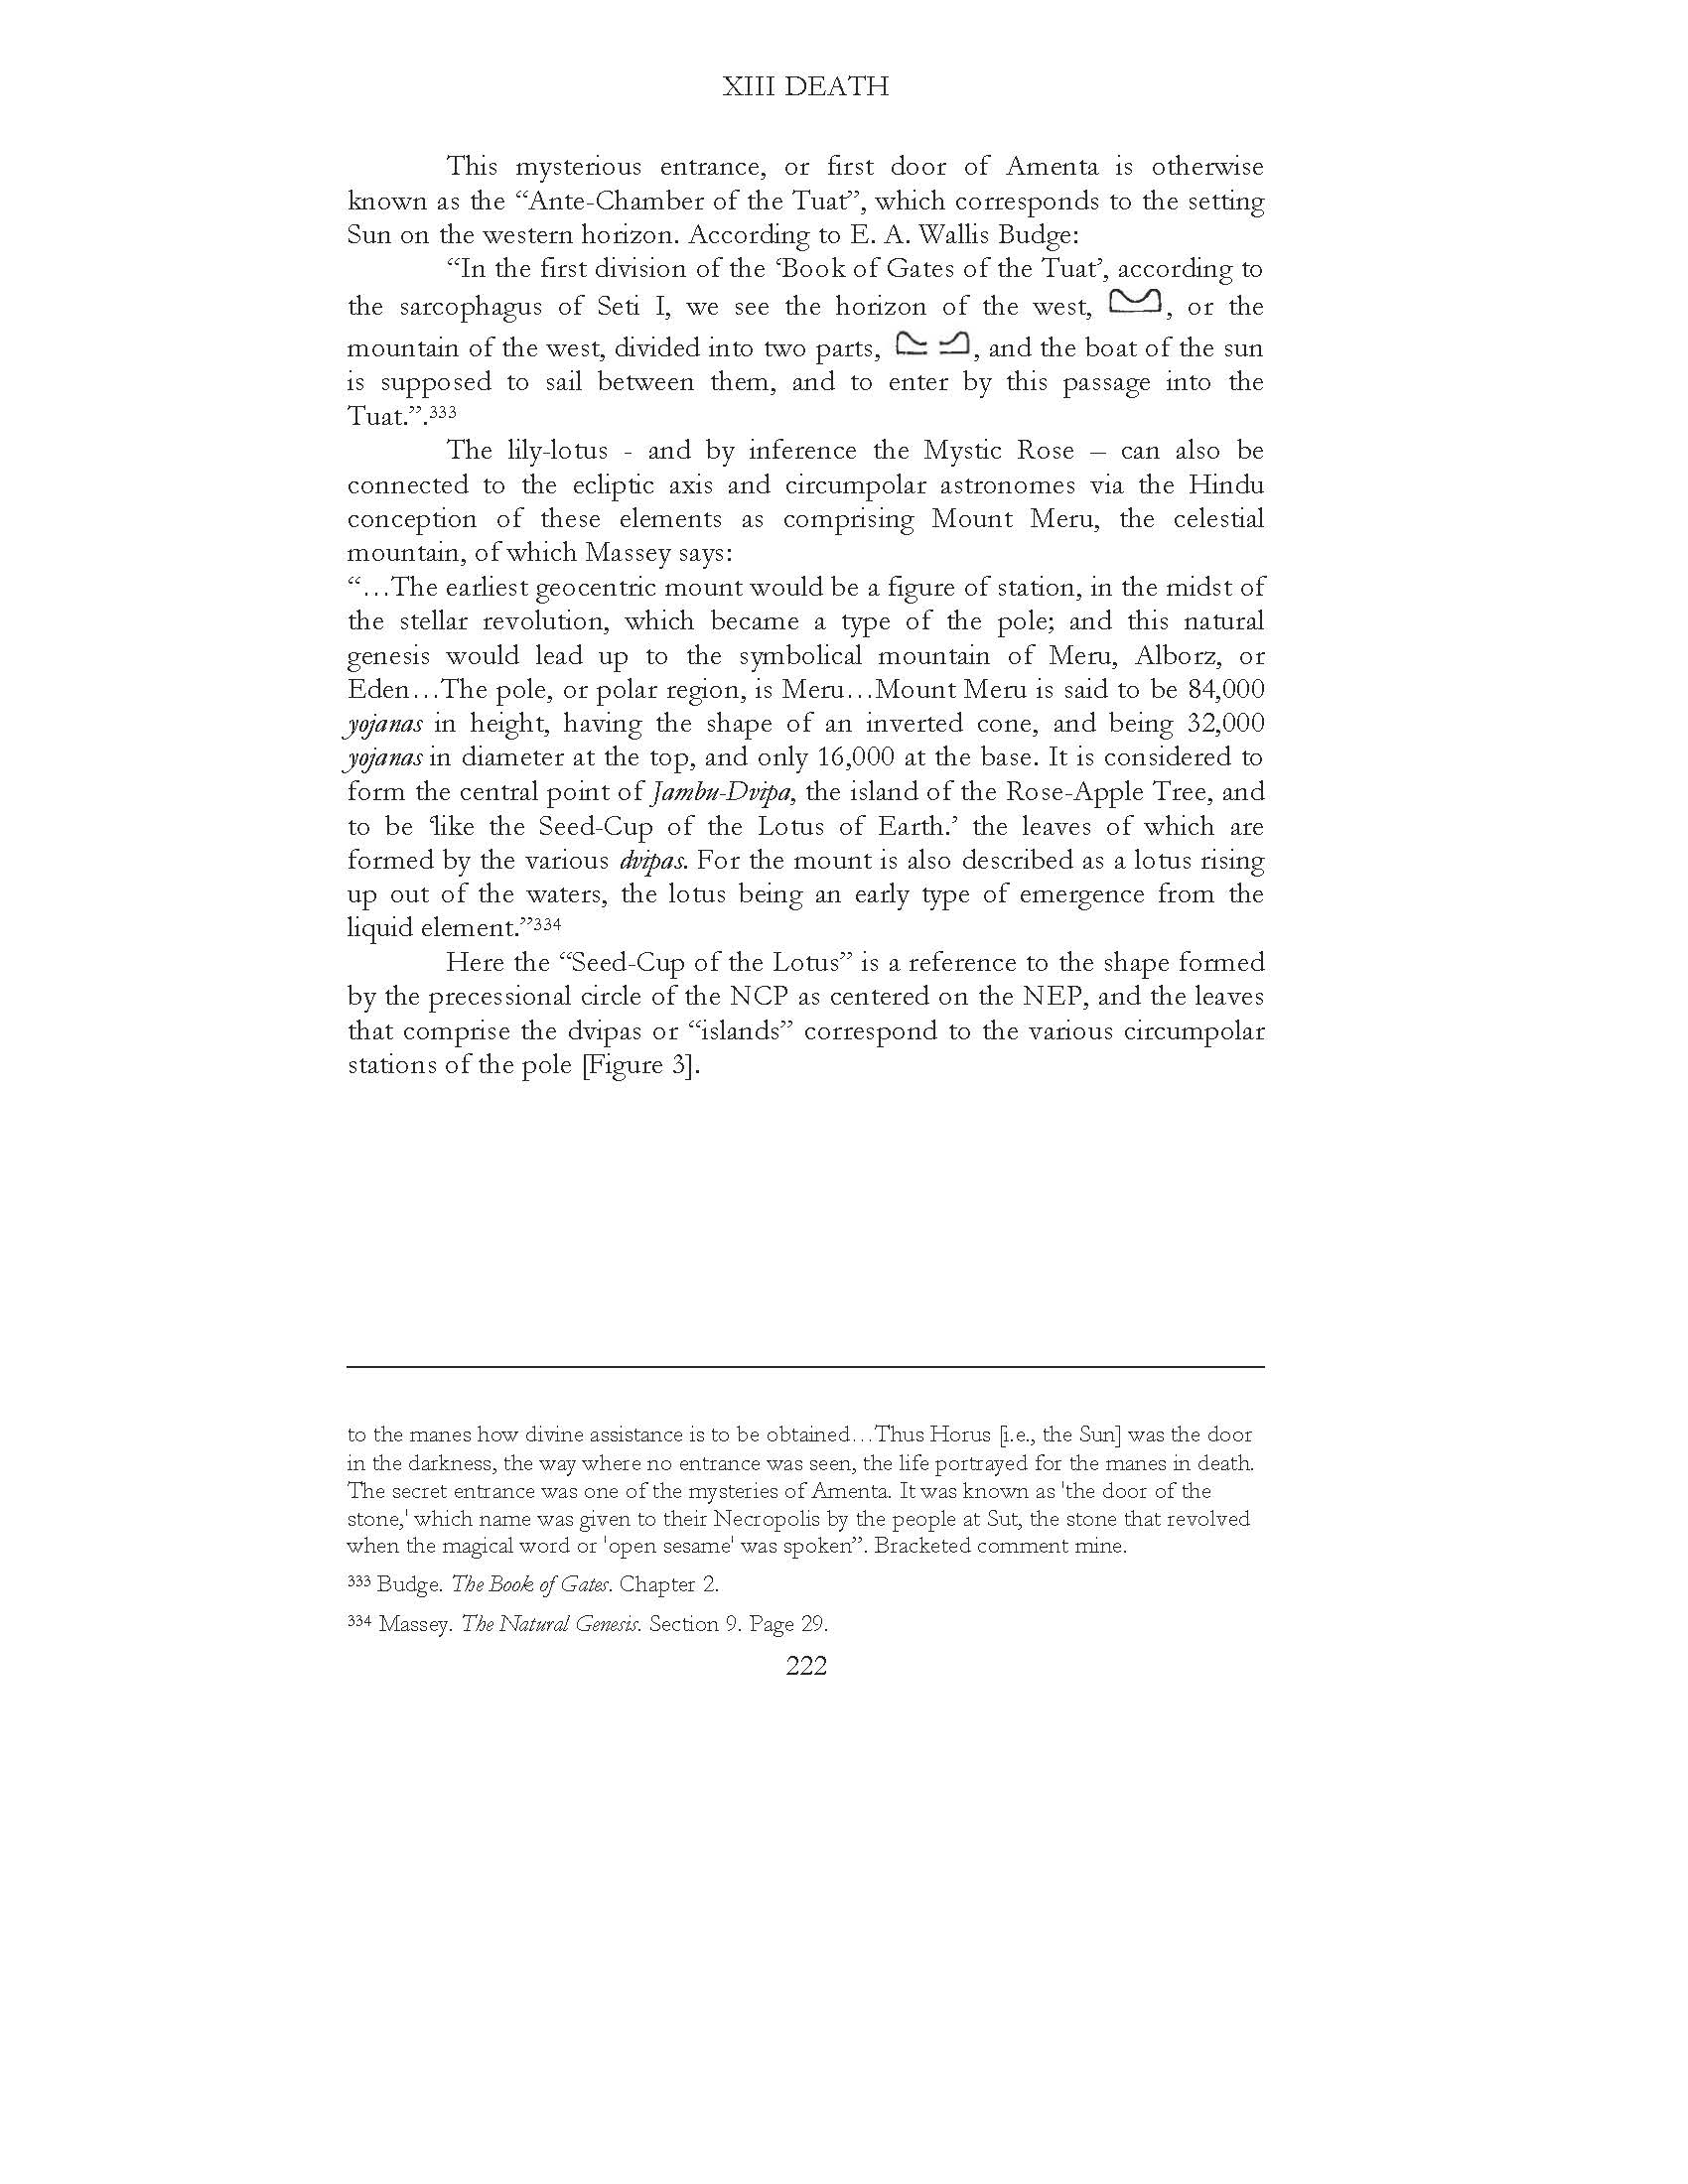 XIII DEATH
This mysterious entrance, or first door of Amenta is otherwise
known as the “Ante-Chamber of the Tuat”, which corresponds to the setting
Sun on the western horizon. According to E. A. Wallis Budge:
“In the first division of the ‘Book of Gates of the Tuat’, according to
the sarcophagus of Seti I, we see the horizon of the west, , or the
mountain of the west, divided into two parts, , and the boat of the sun
is supposed to sail between them, and to enter by this passage into the
Tuat.”.333
The lily-lotus - and by inference the Mystic Rose – can also be
connected to the ecliptic axis and circumpolar astronomes via the Hindu
conception of these elements as comprising Mount Meru, the celestial
mountain, of which Massey says:
“…The earliest geocentric mount would be a figure of station, in the midst of
the stellar revolution, which became a type of the pole; and this natural
genesis would lead up to the symbolical mountain of Meru, Alborz, or
Eden…The pole, or polar region, is Meru…Mount Meru is said to be 84,000
yojanas in height, having the shape of an inverted cone, and being 32,000
yojanas in diameter at the top, and only 16,000 at the base. It is considered to
form the central point of Jambu-Dvipa, the island of the Rose-Apple Tree, and
to be ‘like the Seed-Cup of the Lotus of Earth.’ the leaves of which are
formed by the various dvipas. For the mount is also described as a lotus rising
up out of the waters, the lotus being an early type of emergence from the
liquid element.”334
Here the “Seed-Cup of the Lotus” is a reference to the shape formed
by the precessional circle of the NCP as centered on the NEP, and the leaves
that comprise the dvipas or “islands” correspond to the various circumpolar
stations of the pole [Figure 3].
to the manes how divine assistance is to be obtained…Thus Horus [i.e., the Sun] was the door
in the darkness, the way where no entrance was seen, the life portrayed for the manes in death.
The secret entrance was one of the mysteries of Amenta. It was known as 'the door of the
stone,' which name was given to their Necropolis by the people at Sut, the stone that revolved
when the magical word or 'open sesame' was spoken”. Bracketed comment mine.
333 Budge. The Book of Gates. Chapter 2.
334 Massey. The Natural Genesis. Section 9. Page 29.
222